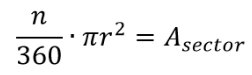 n/360 · πr² = A_sector